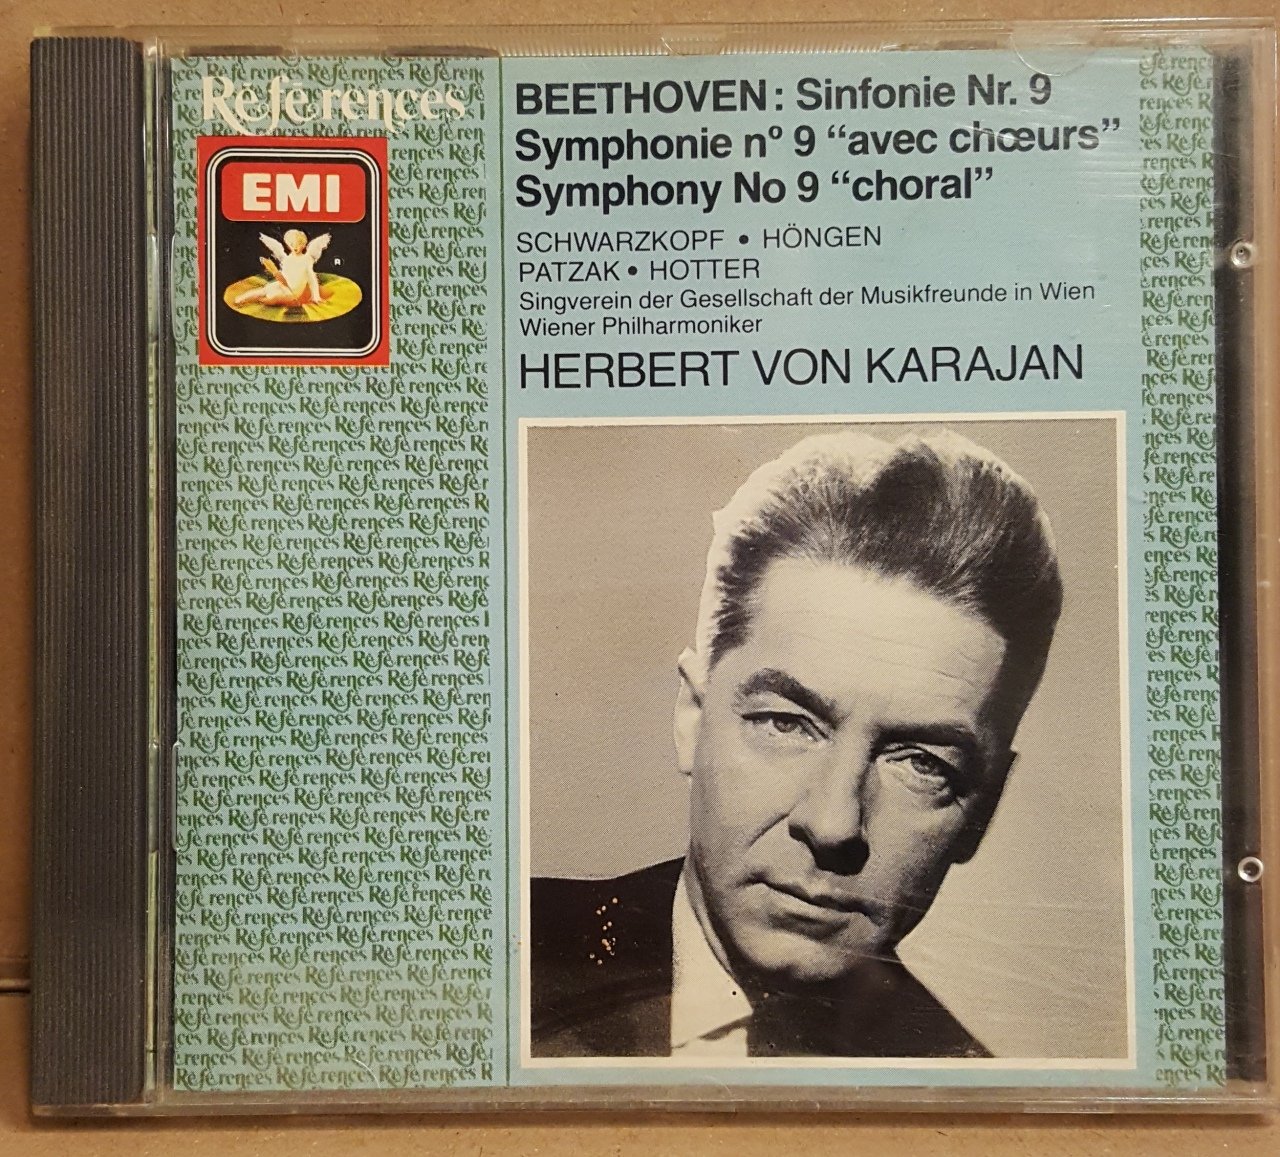 Références
EMI
BEETHOVEN: Sinfonie Nr. 9
Symphonie nº 9 “avec chœurs”
Symphony No 9 “choral”
SCHWARZKOPF • HÖNGEN
PATZAK • HOTTER
Singverein der Gesellschaft der Musikfreunde in Wien
Wiener Philharmoniker
HERBERT VON KARAJAN